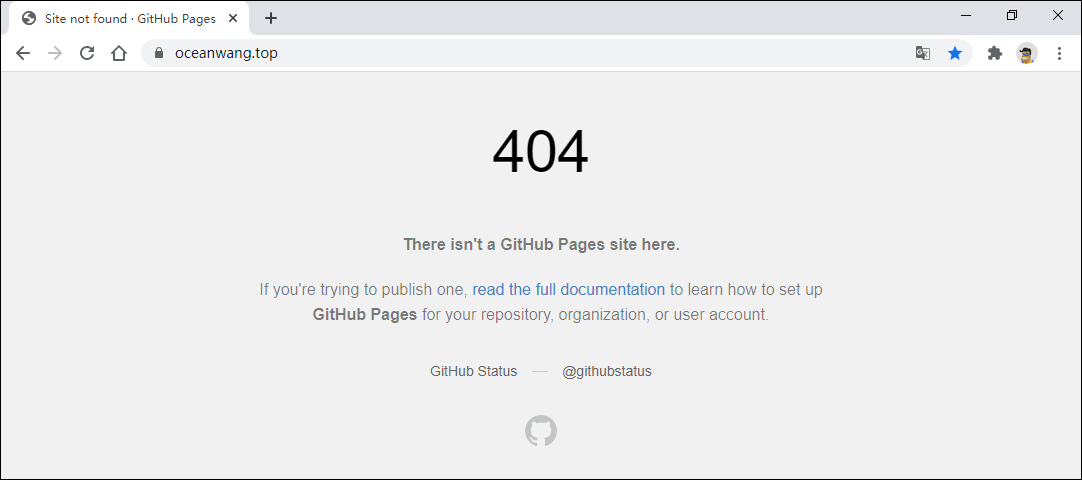 Site not found · GitHub Pages
oceanwang.top
404
There isn't a GitHub Pages site here.
If you're trying to publish one, read the full documentation to learn how to set up
GitHub Pages for your repository, organization, or user account.
GitHub Status — @githubstatus